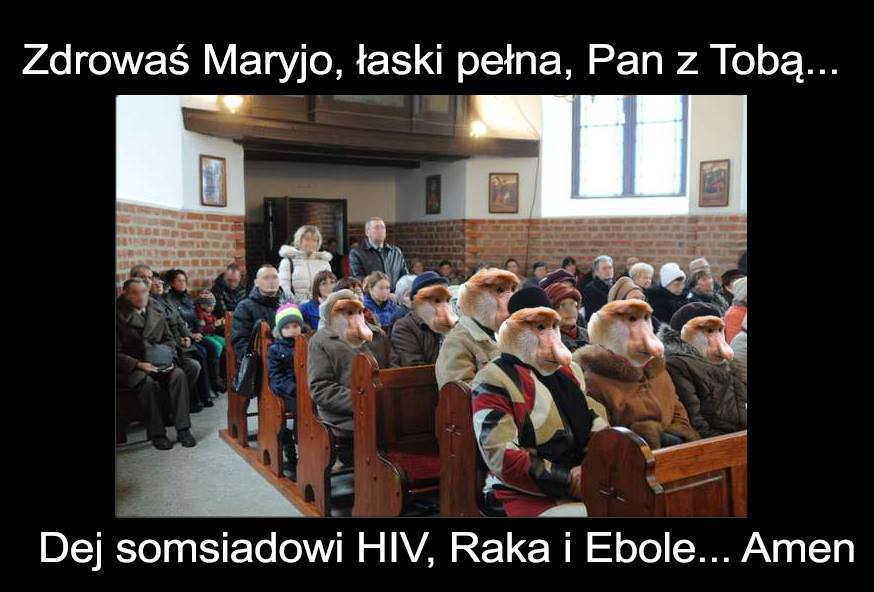 Zdrowaś Maryjo, łaski pełna, Pan z Tobą...
Dej somsiadowi HIV, Raka i Ebole... Amen